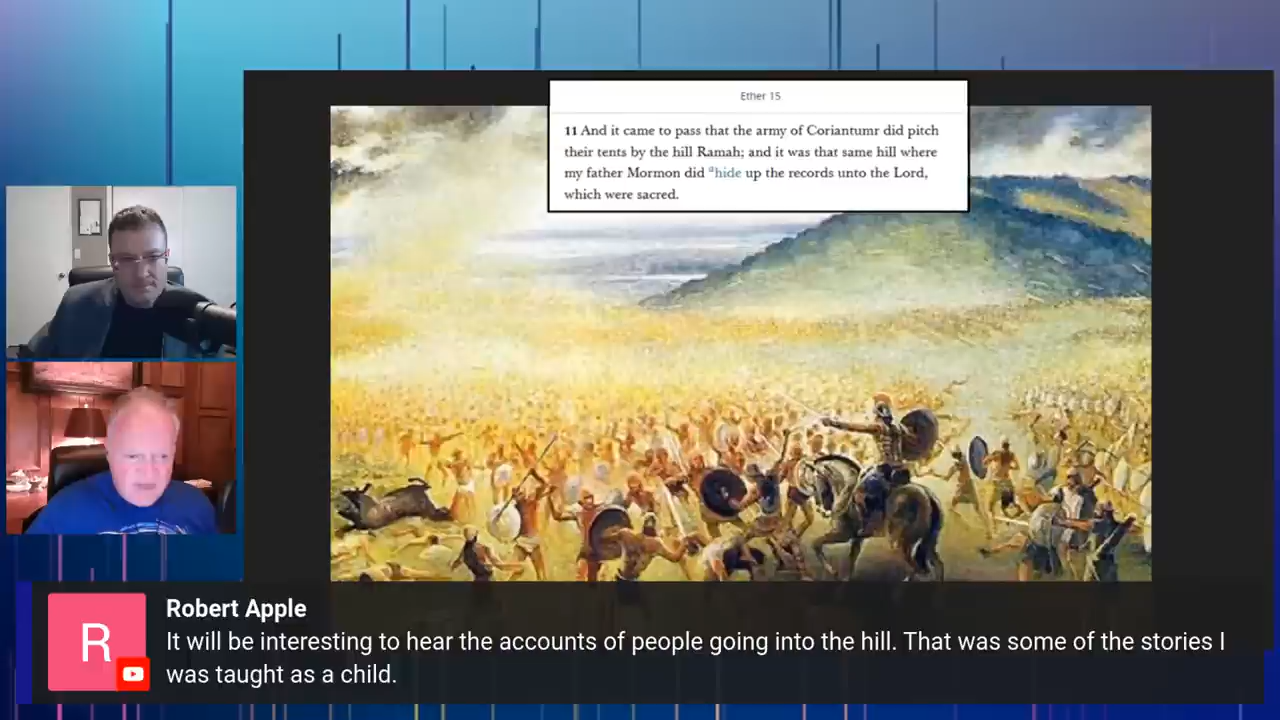 Ether 15
11 And it came to pass that the army of Coriantumr did pitch
their tents by the hill Ramah; and it was that same hill where
my father Mormon did ᵃhide up the records unto the Lord,
which were sacred.
R
Robert Apple
It will be interesting to hear the accounts of people going into the hill. That was some of the stories I
was taught as a child.